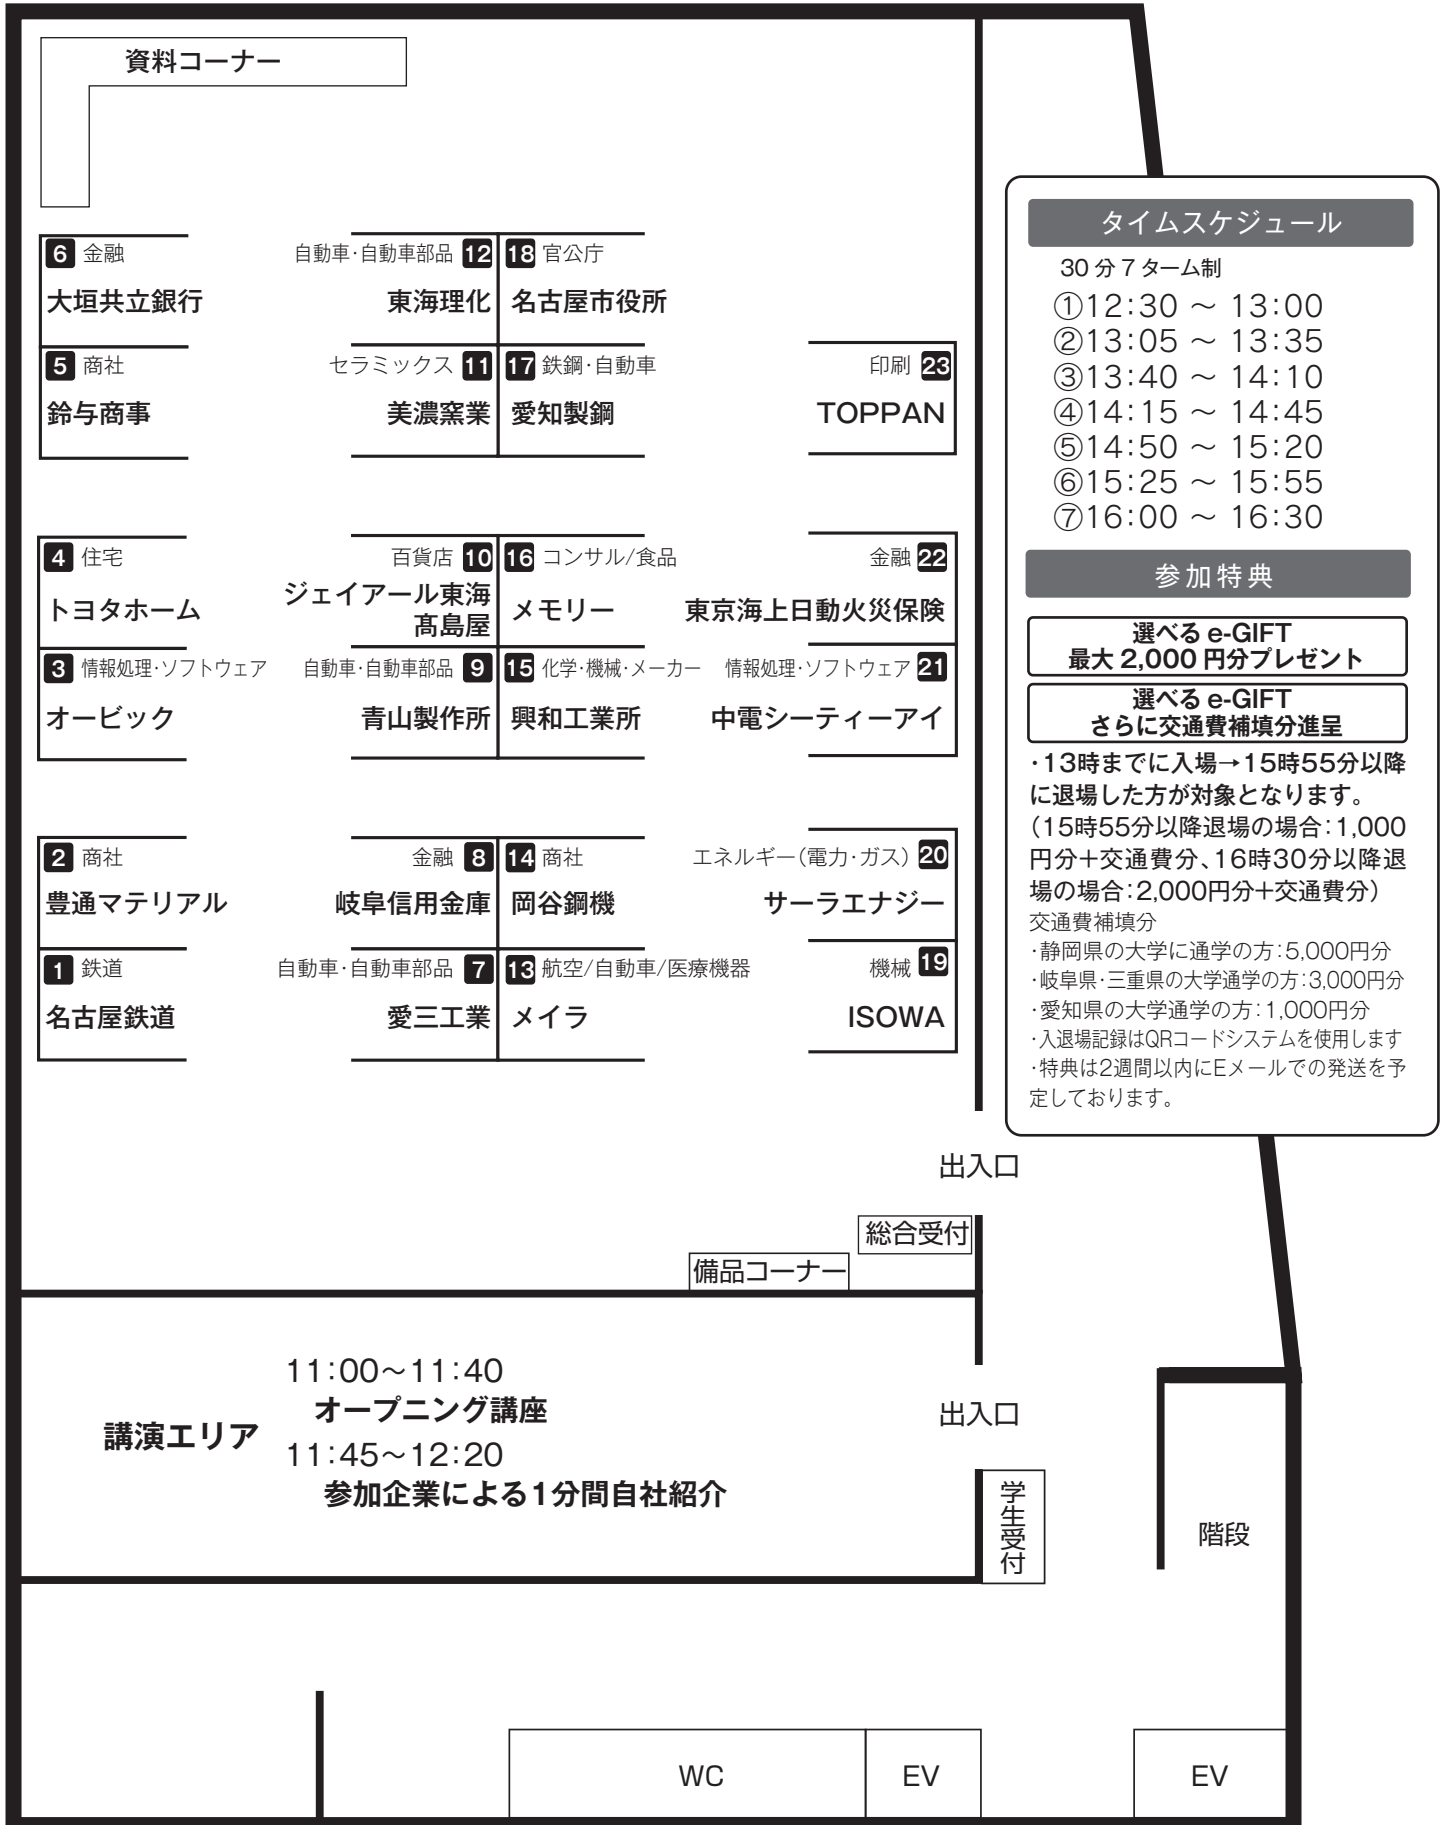 資料コーナー
6 金融
大垣共立銀行
自動車・自動車部品 12
東海理化
18 官公庁
名古屋市役所
5 商社
鈴与商事
セラミックス 11
美濃窯業
17 鉄鋼・自動車
愛知製鋼
印刷 23
TOPPAN
4 住宅
トヨタホーム
百貨店 10
ジェイアール東海
髙島屋
16 コンサル/食品
メモリー
金融 22
東京海上日動火災保険
3 情報処理・ソフトウェア
オービック
自動車・自動車部品 9
青山製作所
15 化学・機械・メーカー
興和工業所
情報処理・ソフトウェア 21
中電シーティーアイ
2 商社
豊通マテリアル
金融 8
岐阜信用金庫
14 商社
岡谷鋼機
エネルギー(電力・ガス) 20
サーラエナジー
1 鉄道
名古屋鉄道
自動車・自動車部品 7
愛三工業
13 航空/自動車/医療機器
メイラ
機械 19
ISOWA
タイムスケジュール
30分7ターム制
①12:30 ～ 13:00
②13:05 ～ 13:35
③13:40 ～ 14:10
④14:15 ～ 14:45
⑤14:50 ～ 15:20
⑥15:25 ～ 15:55
⑦16:00 ～ 16:30
参加特典
選べる e-GIFT
最大 2,000 円分プレゼント
選べる e-GIFT
さらに交通費補填分進呈
・13時までに入場→15時55分以降
に退場した方が対象となります。
(15時55分以降退場の場合:1,000
円分+交通費分、16時30分以降退
場の場合:2,000円分+交通費分)
交通費補填分
・静岡県の大学に通学の方:5,000円分
・岐阜県・三重県の大学通学の方:3,000円分
・愛知県の大学通学の方:1,000円分
・入退場記録はQRコードシステムを使用します
・特典は2週間以内にEメールでの発送を予
定しております。
出入口
総合受付
備品コーナー
講演エリア
11:00～11:40
オープニング講座
11:45～12:20
参加企業による1分間自社紹介
出入口
学生受付
階段
WC
EV
EV